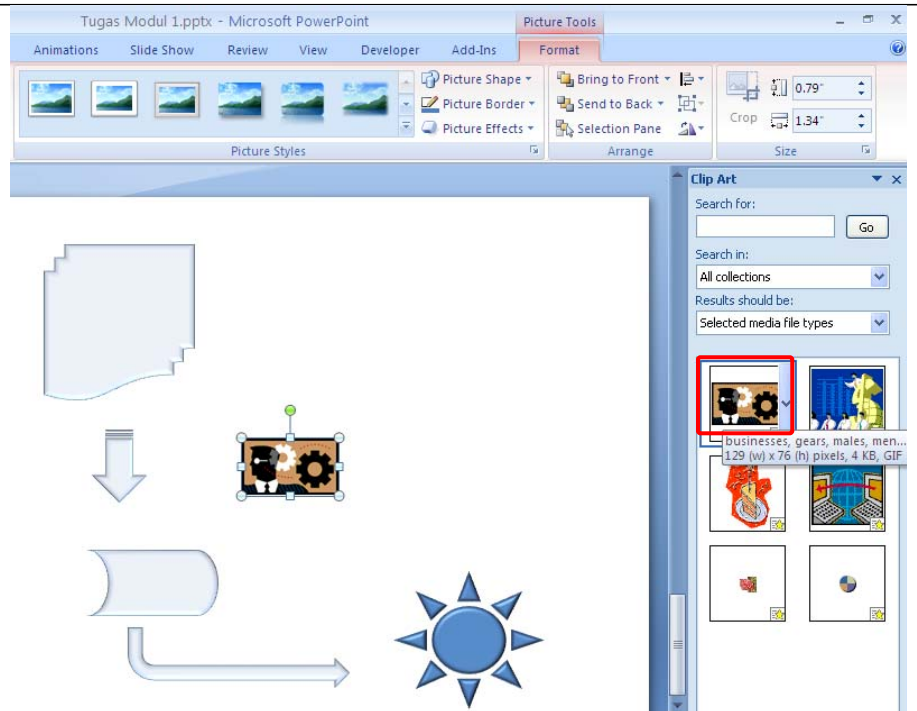 Tugas Modul 1.pptx - Microsoft PowerPoint
Picture Tools
Animations Slide Show Review View Developer Add-Ins Format
Picture Shape
Picture Border
Picture Effects
Picture Styles
Bring to Front
Send to Back
Selection Pane
Arrange
Crop
0.79"
1.34"
Size
Clip Art
Search for:
Go
Search in:
All collections
Results should be:
Selected media file types
businesses, gears, males, men...
129 (w) x 76 (h) pixels, 4 KB, GIF